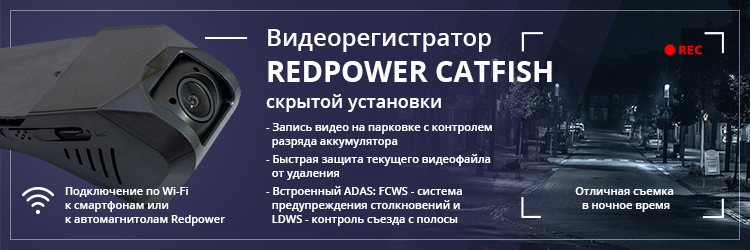 Видеорегистратор
REDPOWER CATFISH
скрытой установки
- Запись видео на парковке с контролем
разряда аккумулятора
- Быстрая защита текущего видеофайла
от удаления
- Встроенный ADAS: FCWS - система
предупреждения столкновений и
LDWS - контроль съезда с полосы
Подключение по Wi-Fi
к смартфонам или
к автомагнитолам Redpower
REC
Отличная съемка
в ночное время